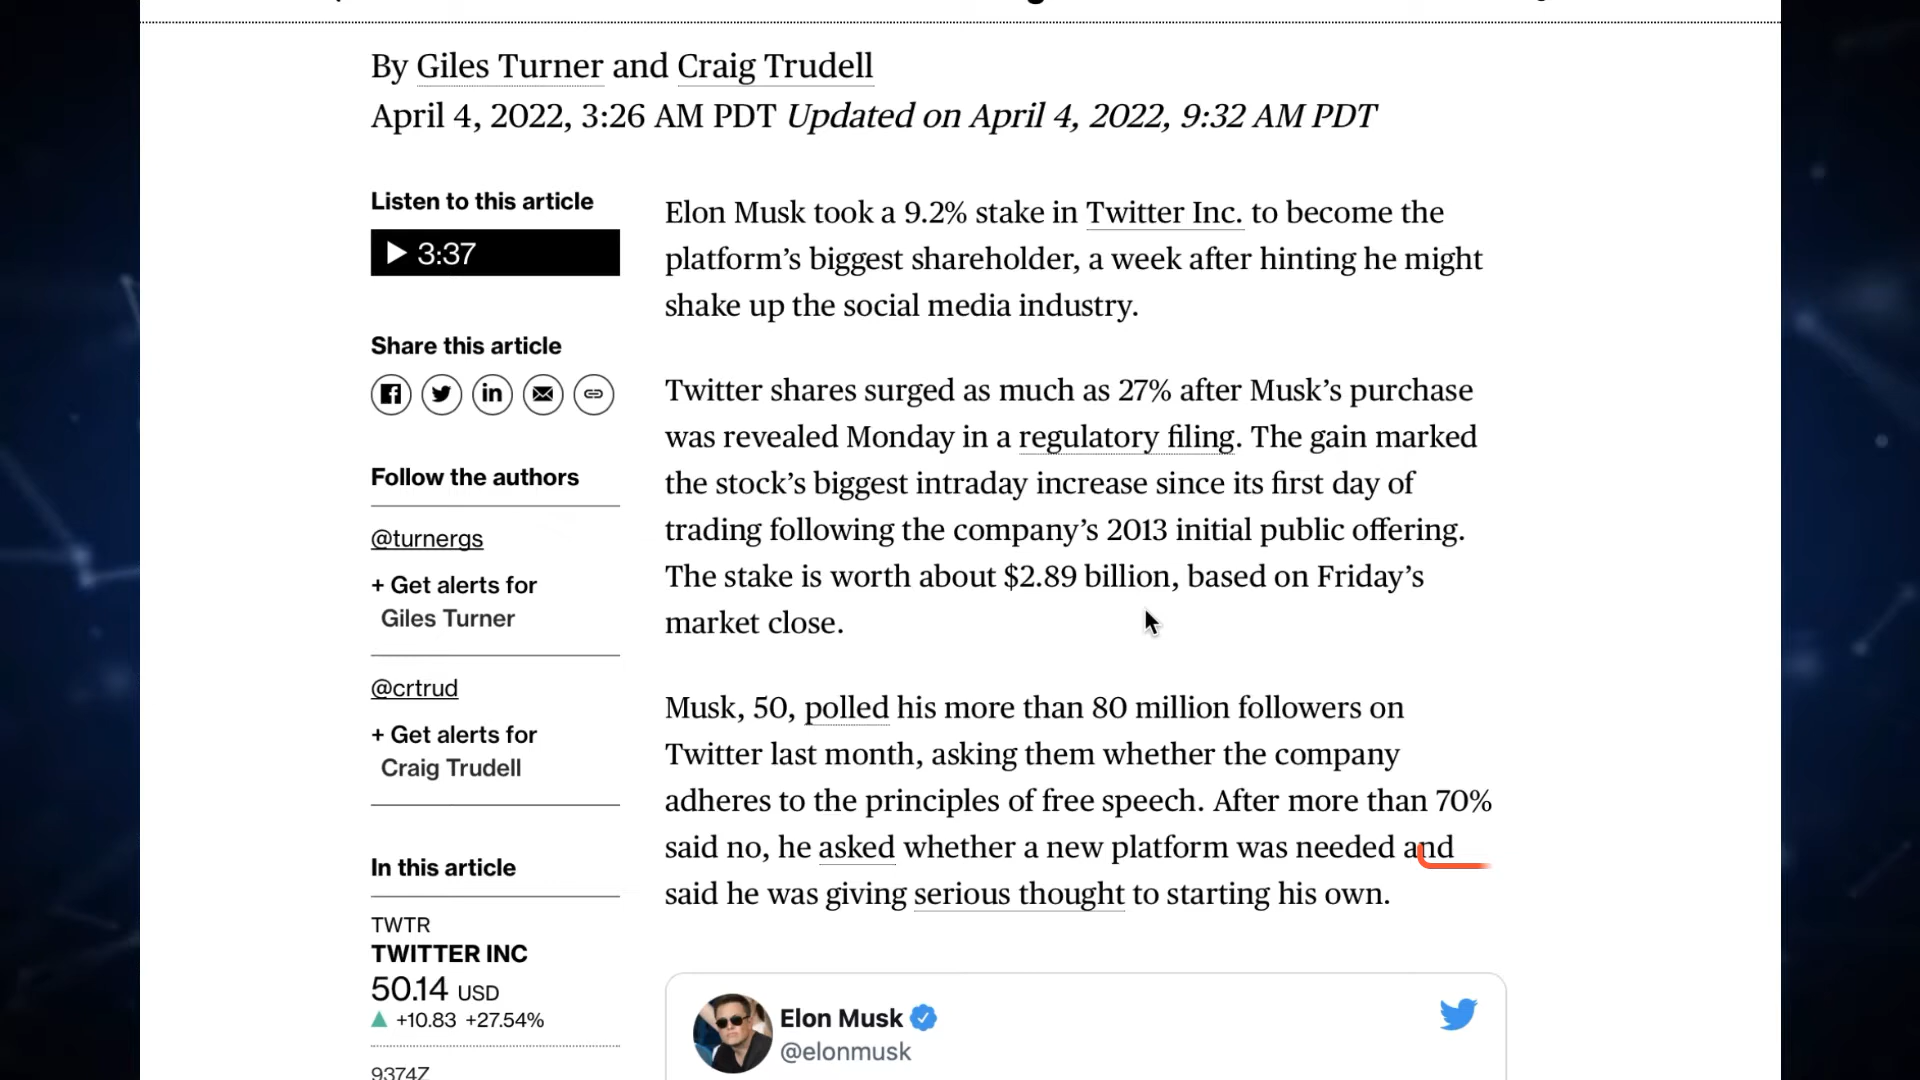 By Giles Turner and Craig Trudell
April 4, 2022, 3:26 AM PDT Updated on April 4, 2022, 9:32 AM PDT
Listen to this article
3:37
Share this article
Follow the authors
@turnergs
+ Get alerts for
Giles Turner
@crtrud
+ Get alerts for
Craig Trudell
In this article
TWTR
TWITTER INC
50.14 USD
+10.83 +27.54%
9374Z
Elon Musk took a 9.2% stake in Twitter Inc. to become the
platform’s biggest shareholder, a week after hinting he might
shake up the social media industry.
Twitter shares surged as much as 27% after Musk’s purchase
was revealed Monday in a regulatory filing. The gain marked
the stock’s biggest intraday increase since its first day of
trading following the company’s 2013 initial public offering.
The stake is worth about $2.89 billion, based on Friday’s
market close.
Musk, 50, polled his more than 80 million followers on
Twitter last month, asking them whether the company
adheres to the principles of free speech. After more than 70%
said no, he asked whether a new platform was needed and
said he was giving serious thought to starting his own.
Elon Musk
@elonmusk